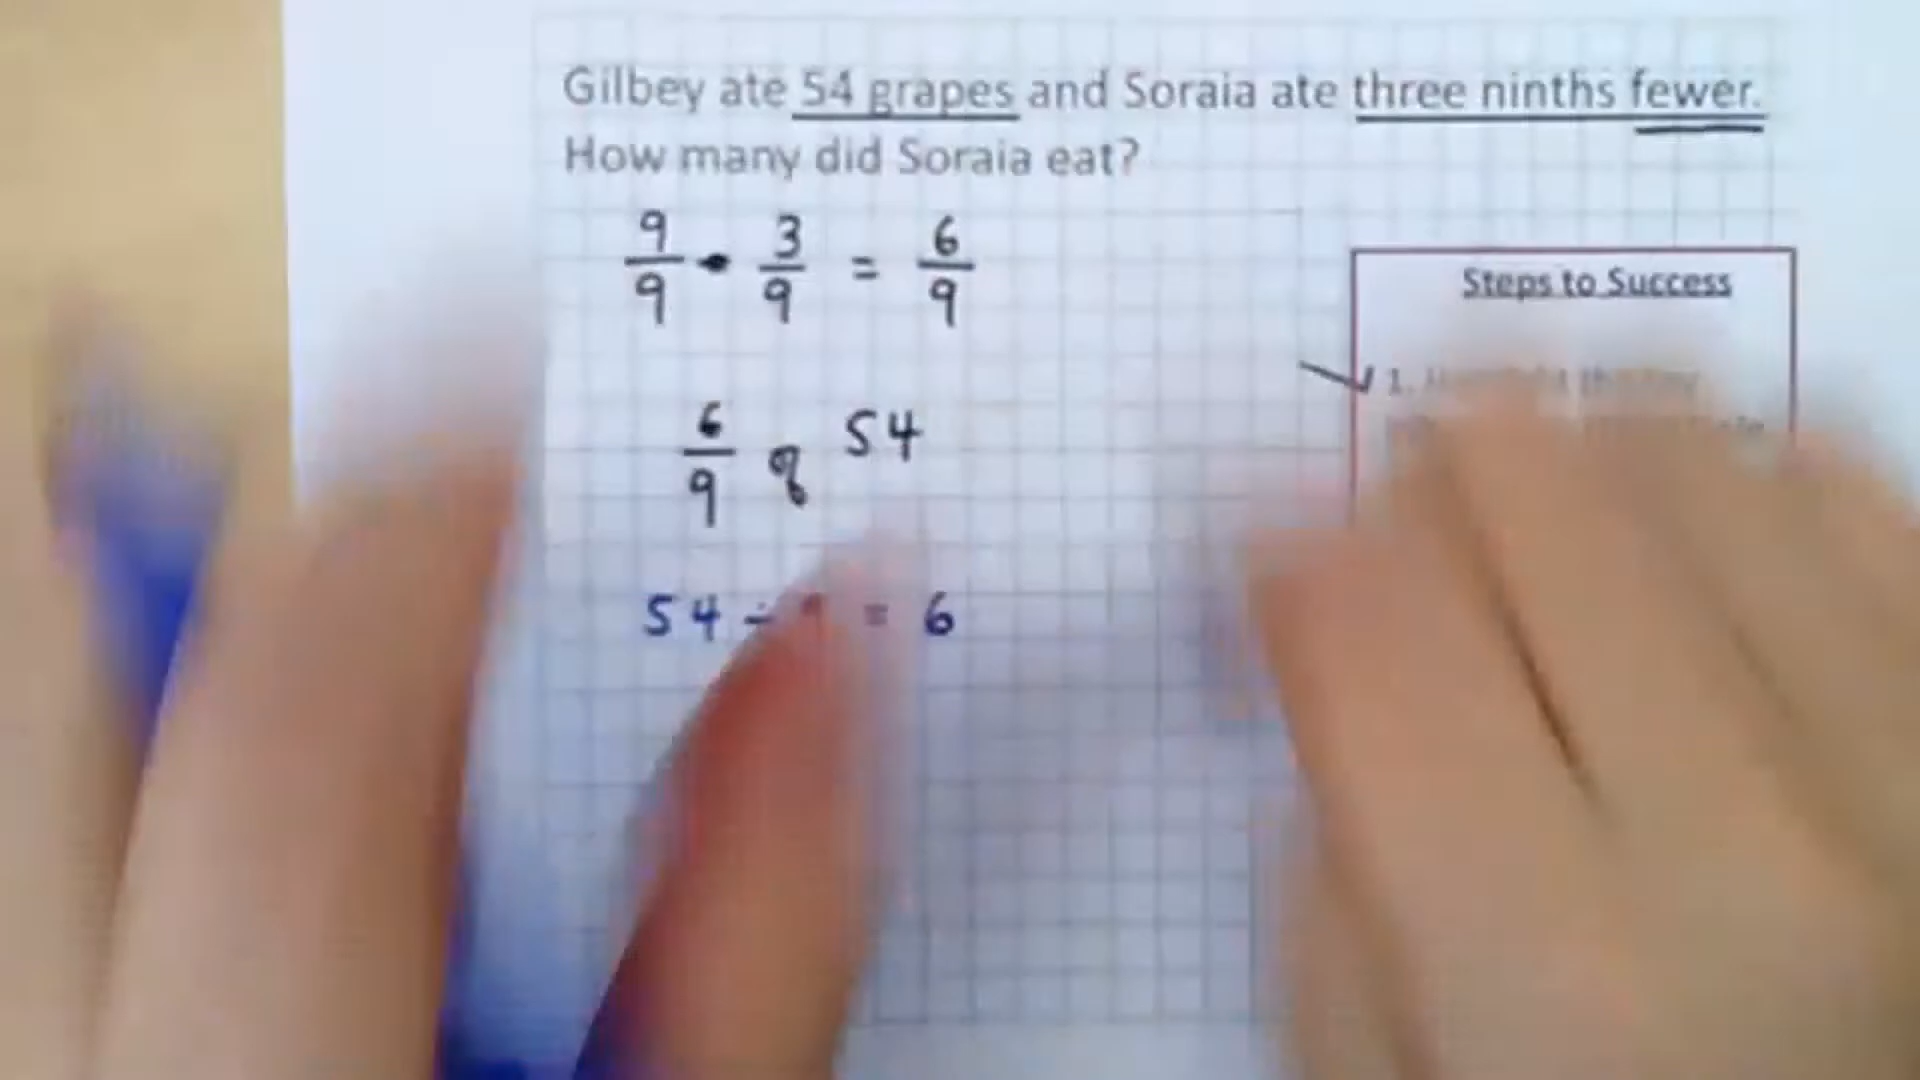 Gilbey ate 54 grapes and Soraia ate three ninths fewer.
How many did Soraia eat?
9/9 - 3/9 = 6/9
Steps to Success
1.
6/9 of 54
54 ÷ = 6